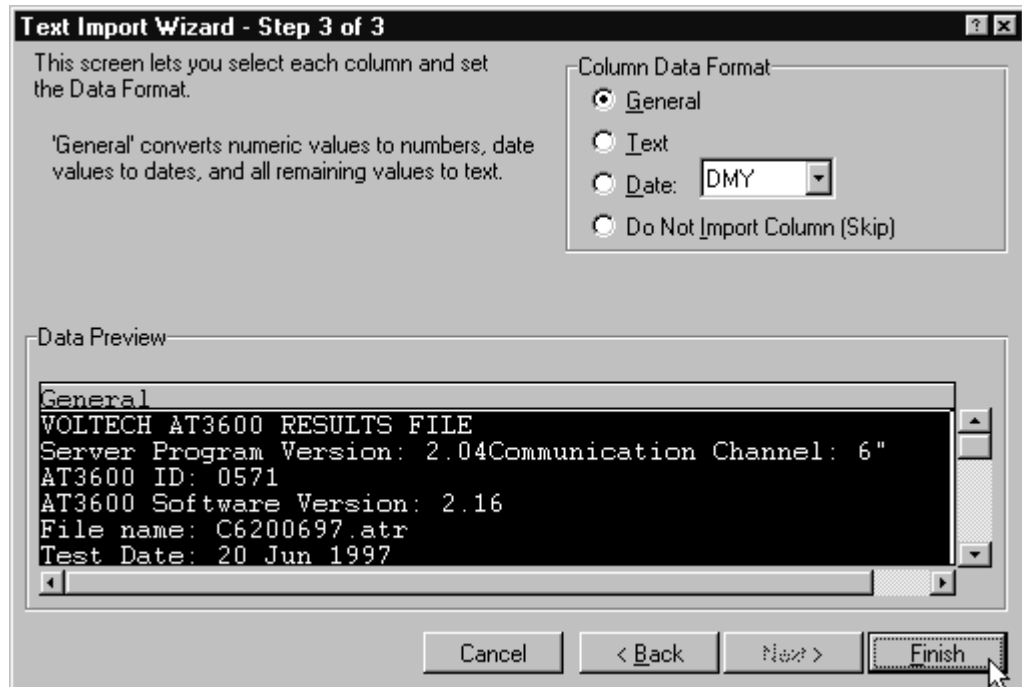 Text Import Wizard - Step 3 of 3
This screen lets you select each column and set
the Data Format.
'General' converts numeric values to numbers, date
values to dates, and all remaining values to text.
Column Data Format
General
Text
Date: DMY
Do Not Import Column (Skip)
Data Preview
General
VOLTECH AT3600 RESULTS FILE
Server Program Version: 2.04Communication Channel: 6"
AT3600 ID: 0571
AT3600 Software Version: 2.16
File name: C6200697.atr
Test Date: 20 Jun 1997
Cancel < Back Next > Finish